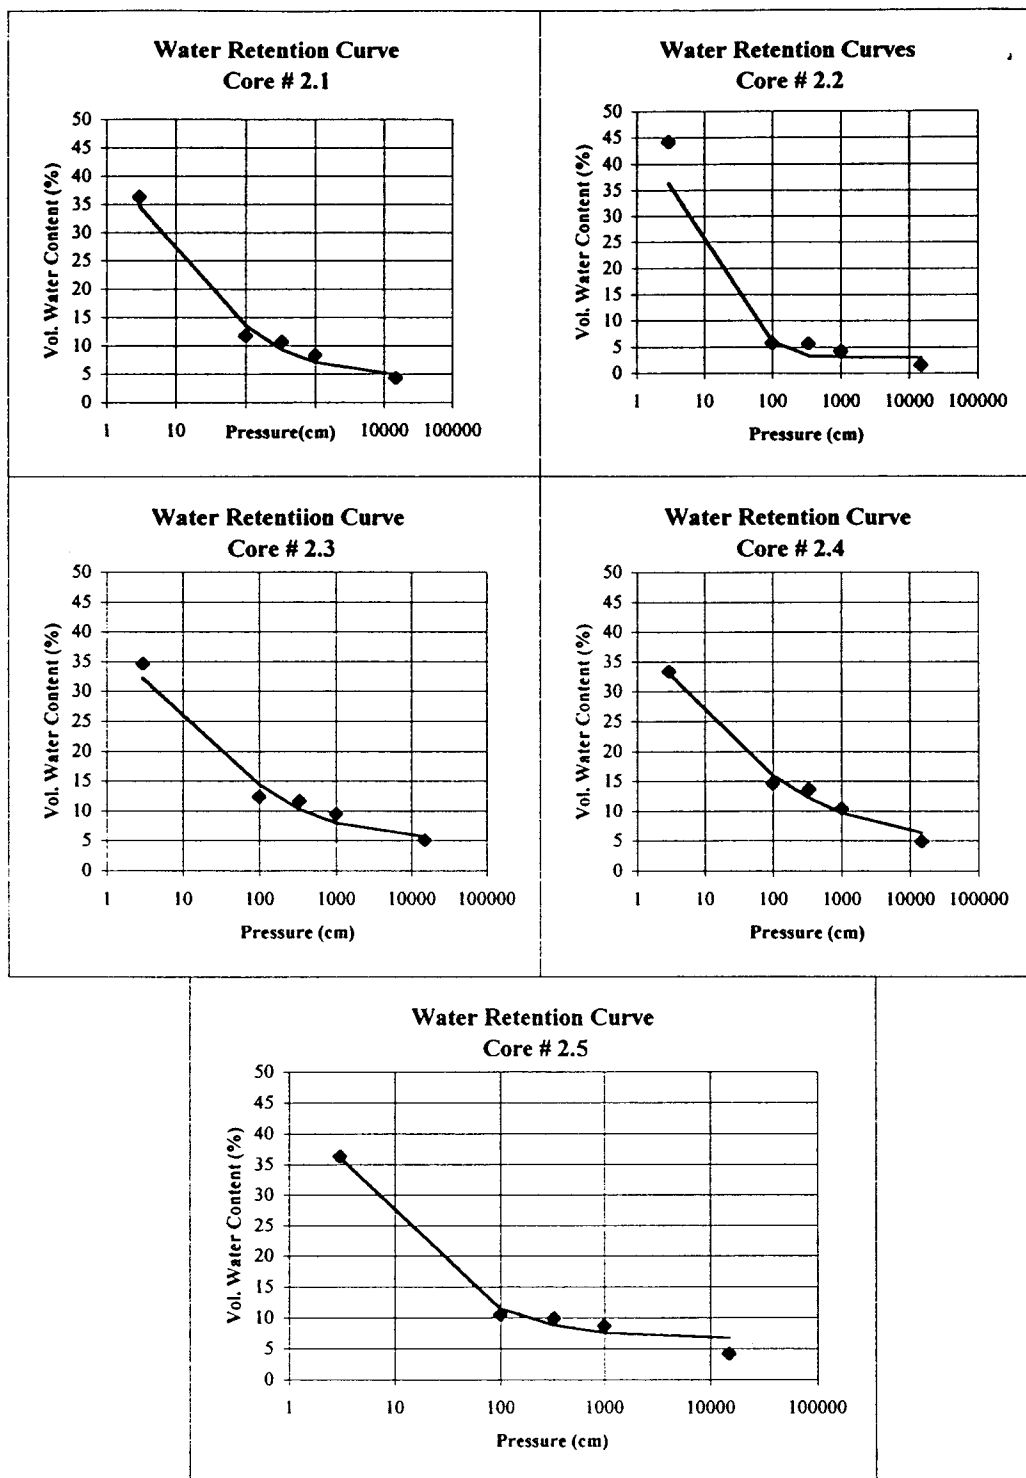 Water Retention Curve
Core # 2.1
50
45
40
35
30
25
20
15
10
5
0
Vol. Water Content (%)
1 10 Pressure(cm) 10000 100000
Water Retention Curves
Core # 2.2
50
45
40
35
30
25
20
15
10
5
0
Vol. Water Content (%)
1 10 100 1000 10000 100000
Pressure (cm)
Water Retentiion Curve
Core # 2.3
50
45
40
35
30
25
20
15
10
5
0
Vol. Water Content (%)
1 10 100 1000 10000 100000
Pressure (cm)
Water Retention Curve
Core # 2.4
50
45
40
35
30
25
20
15
10
5
0
Vol. Water Content (%)
1 10 100 1000 10000 100000
Pressure (cm)
Water Retention Curve
Core # 2.5
50
45
40
35
30
25
20
15
10
5
0
Vol. Water Content (%)
1 10 100 1000 10000 100000
Pressure (cm)